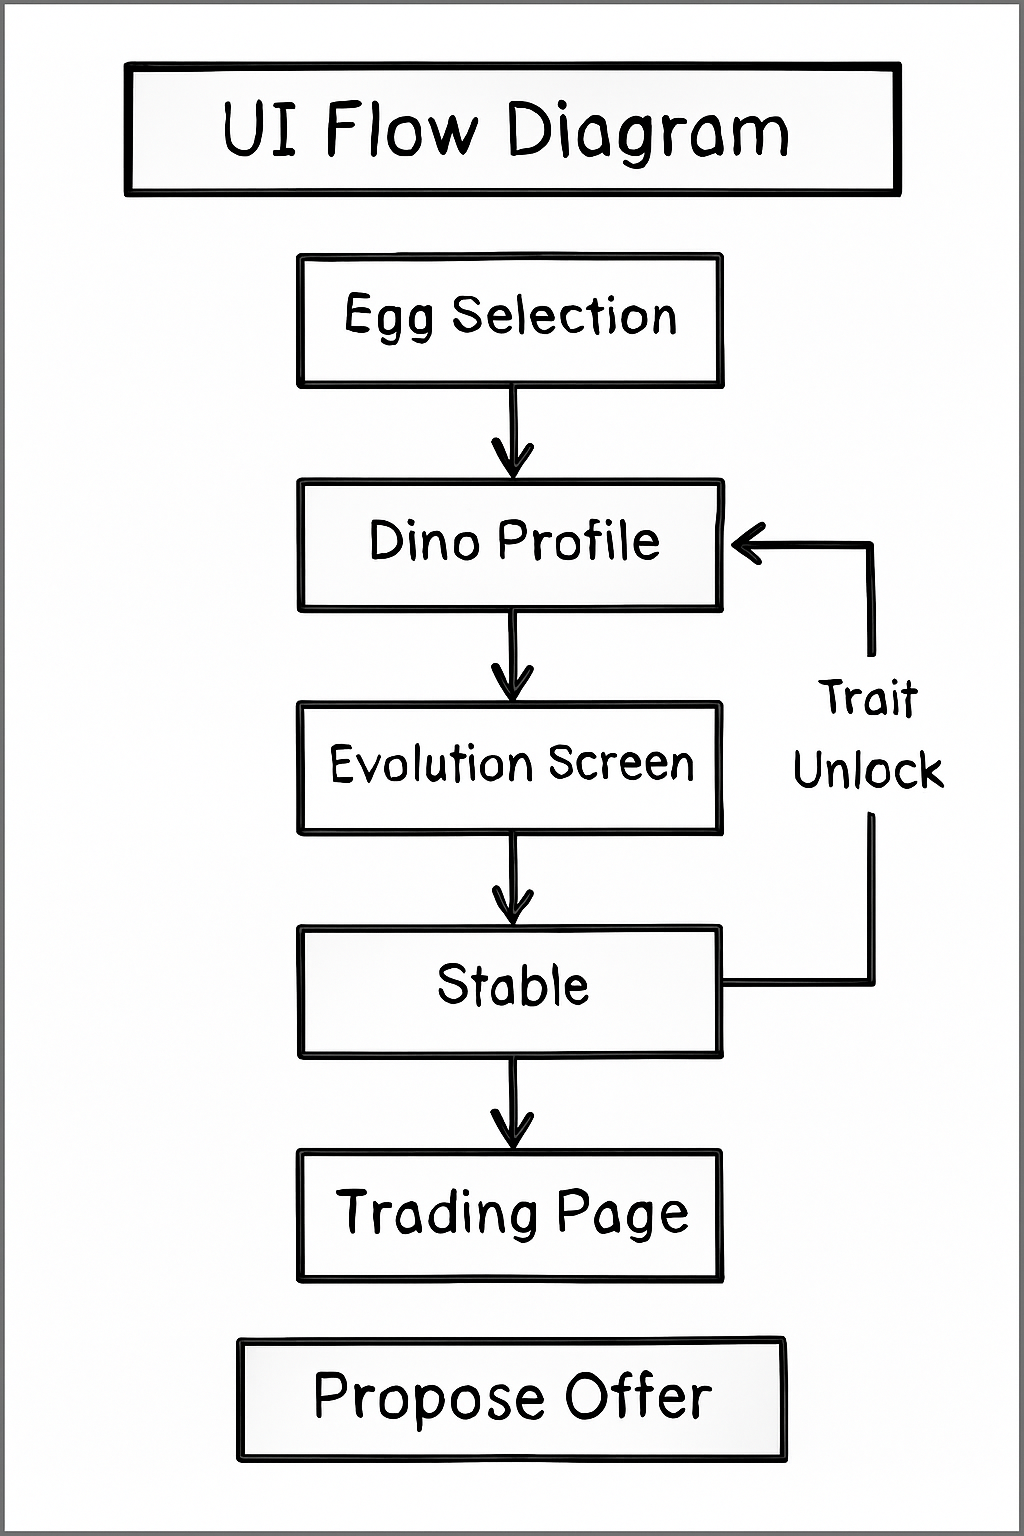 UI Flow Diagram
Egg Selection
Dino Profile
Trait
Unlock
Evolution Screen
Stable
Trading Page
Propose Offer